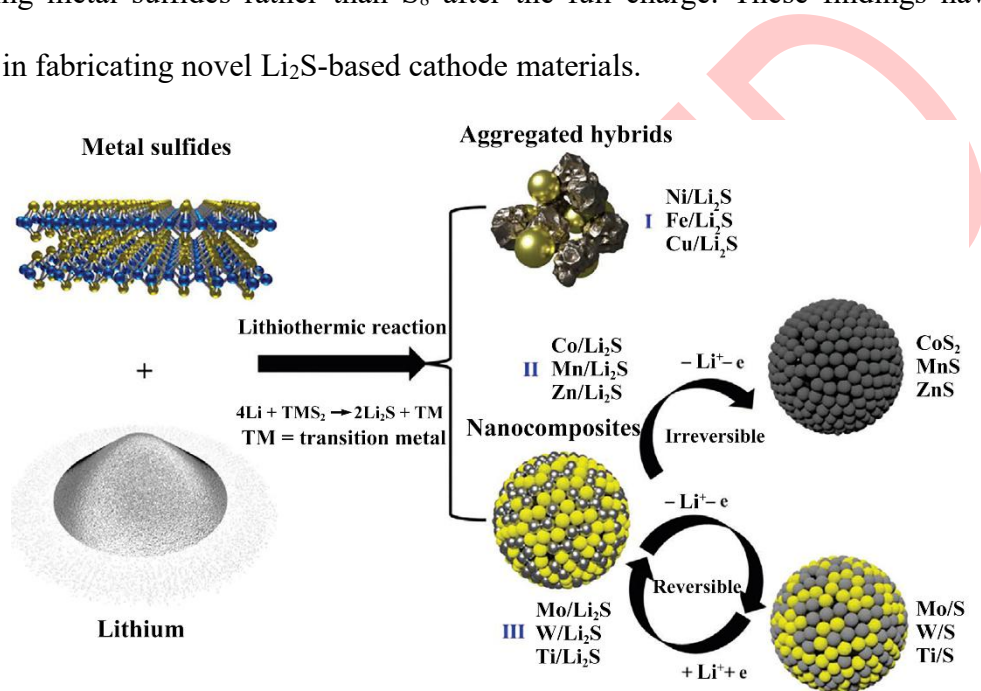 ng metal sulfides rather than S₈ after the full charge. These findings hav
in fabricating novel Li₂S-based cathode materials.
Metal sulfides
Aggregated hybrids
I
Ni/Li₂S
Fe/Li₂S
Cu/Li₂S
Lithiothermic reaction
+
4Li + TMS₂ → 2Li₂S + TM
TM = transition metal
II
Co/Li₂S
Mn/Li₂S
Zn/Li₂S
Nanocomposites
– Li⁺– e
Irreversible
CoS₂
MnS
ZnS
– Li⁺– e
Reversible
+ Li⁺+ e
Lithium
III
Mo/Li₂S
W/Li₂S
Ti/Li₂S
Mo/S
W/S
Ti/S